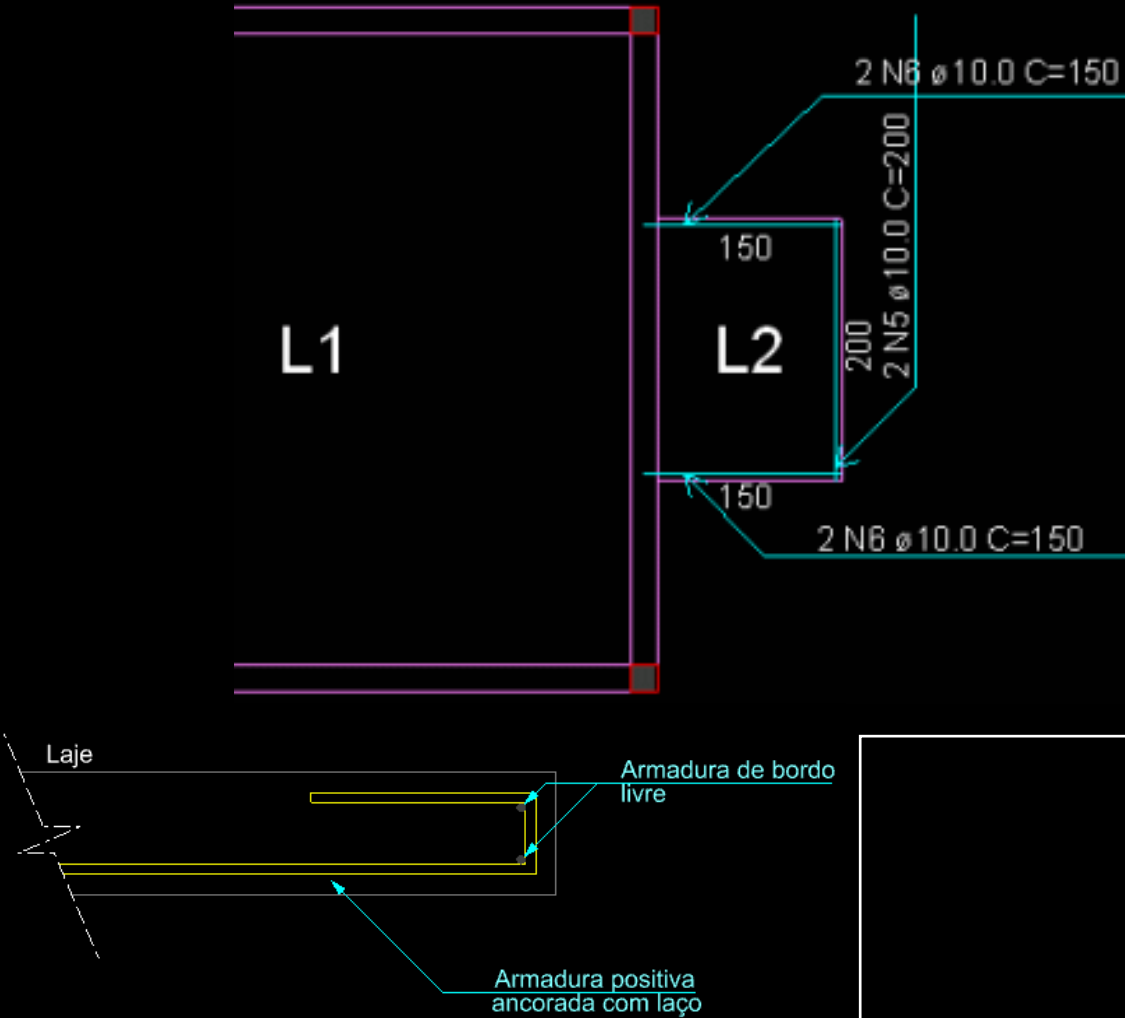 2 N6 ø10.0 C=150
150
L1
L2
200
2 N5 ø10.0 C=200
150
2 N6 ø10.0 C=150
Laje
Armadura de bordo
livre
Armadura positiva
ancorada com laço